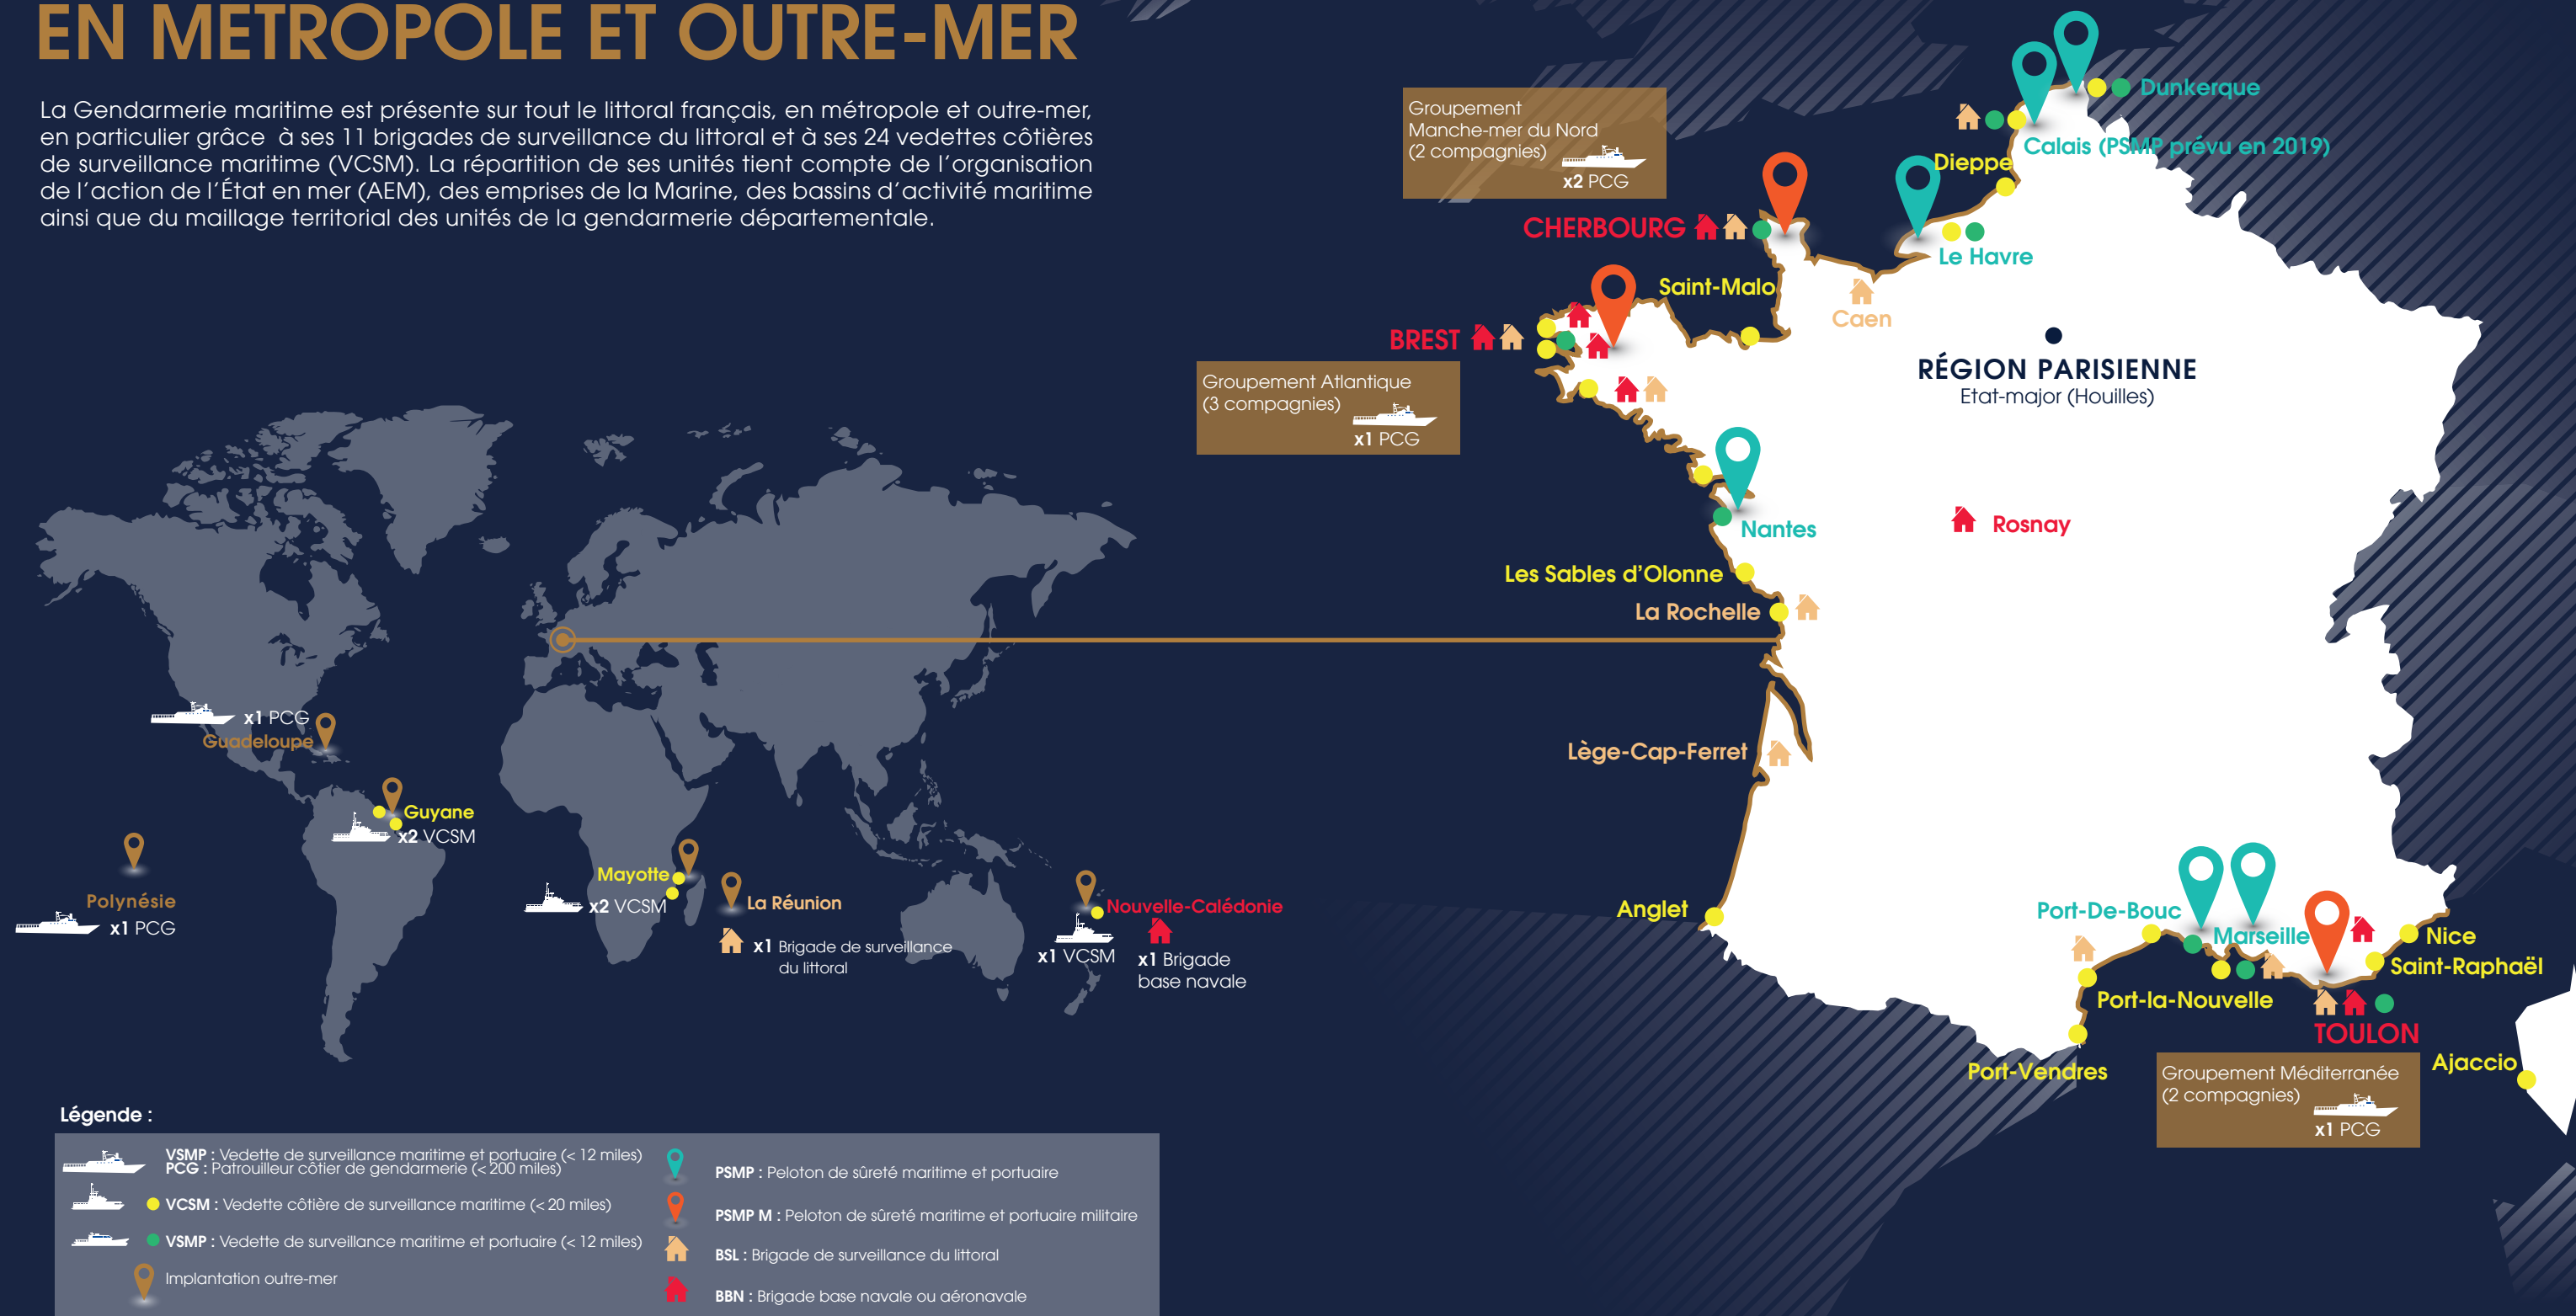 EN METROPOLE ET OUTRE-MER
La Gendarmerie maritime est présente sur tout le littoral français, en métropole et outre-mer,
en particulier grâce à ses 11 brigades de surveillance du littoral et à ses 24 vedettes côtières
de surveillance maritime (VCSM). La répartition de ses unités tient compte de l'organisation
de l'action de l'État en mer (AEM), des emprises de la Marine, des bassins d'activité maritime
ainsi que du maillage territorial des unités de la gendarmerie départementale.
Groupement
Manche-mer du Nord
(2 compagnies)
x2 PCG
Dunkerque
Calais (PSMP prévu en 2019)
Dieppe
CHERBOURG
Le Havre
Saint-Malo
Caen
BREST
RÉGION PARISIENNE
Etat-major (Houilles)
Groupement Atlantique
(3 compagnies)
x1 PCG
Nantes
Rosnay
Les Sables d'Olonne
La Rochelle
Lège-Cap-Ferret
Anglet
Port-De-Bouc
Marseille
Nice
Saint-Raphaël
Port-la-Nouvelle
TOULON
Port-Vendres
Ajaccio
Groupement Méditerranée
(2 compagnies)
x1 PCG
x1 PCG
Guadeloupe
Guyane
x2 VCSM
Polynésie
x1 PCG
Mayotte
x2 VCSM
La Réunion
x1 Brigade de surveillance
du littoral
Nouvelle-Calédonie
x1 VCSM
x1 Brigade
base navale
Légende :
VSMP : Vedette de surveillance maritime et portuaire (< 12 miles)
PCG : Patrouilleur côtier de gendarmerie (< 200 miles)
VCSM : Vedette côtière de surveillance maritime (< 20 miles)
VSMP : Vedette de surveillance maritime et portuaire (< 12 miles)
Implantation outre-mer
PSMP : Peloton de sûreté maritime et portuaire
PSMP M : Peloton de sûreté maritime et portuaire militaire
BSL : Brigade de surveillance du littoral
BBN : Brigade base navale ou aéronavale